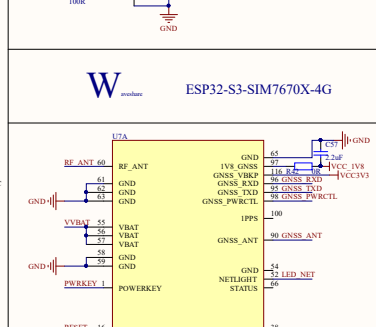 100R
GND
Waveshare
ESP32-S3-SIM7670X-4G
U7A
C57
GND
2.2uF
RF_ANT 60 RF_ANT
GND 65
1V8_GNSS 97
VCC_1V8
GNSS_VBKP 116 R42 0R VCC3V3
61 GND
62 GND
GND 63 GND
GNSS_RXD 96 GNSS_RXD
GNSS_TXD 95 GNSS_TXD
GNSS_PWRCTL 98 GNSS_PWRCTL
1PPS 100
VVBAT 55 VBAT
56 VBAT
57 VBAT
GNSS_ANT 90 GNSS_ANT
58 GND
GND 59 GND
GND 54
NETLIGHT 52 LED_NET
STATUS 66
PWRKEY 1 POWERKEY